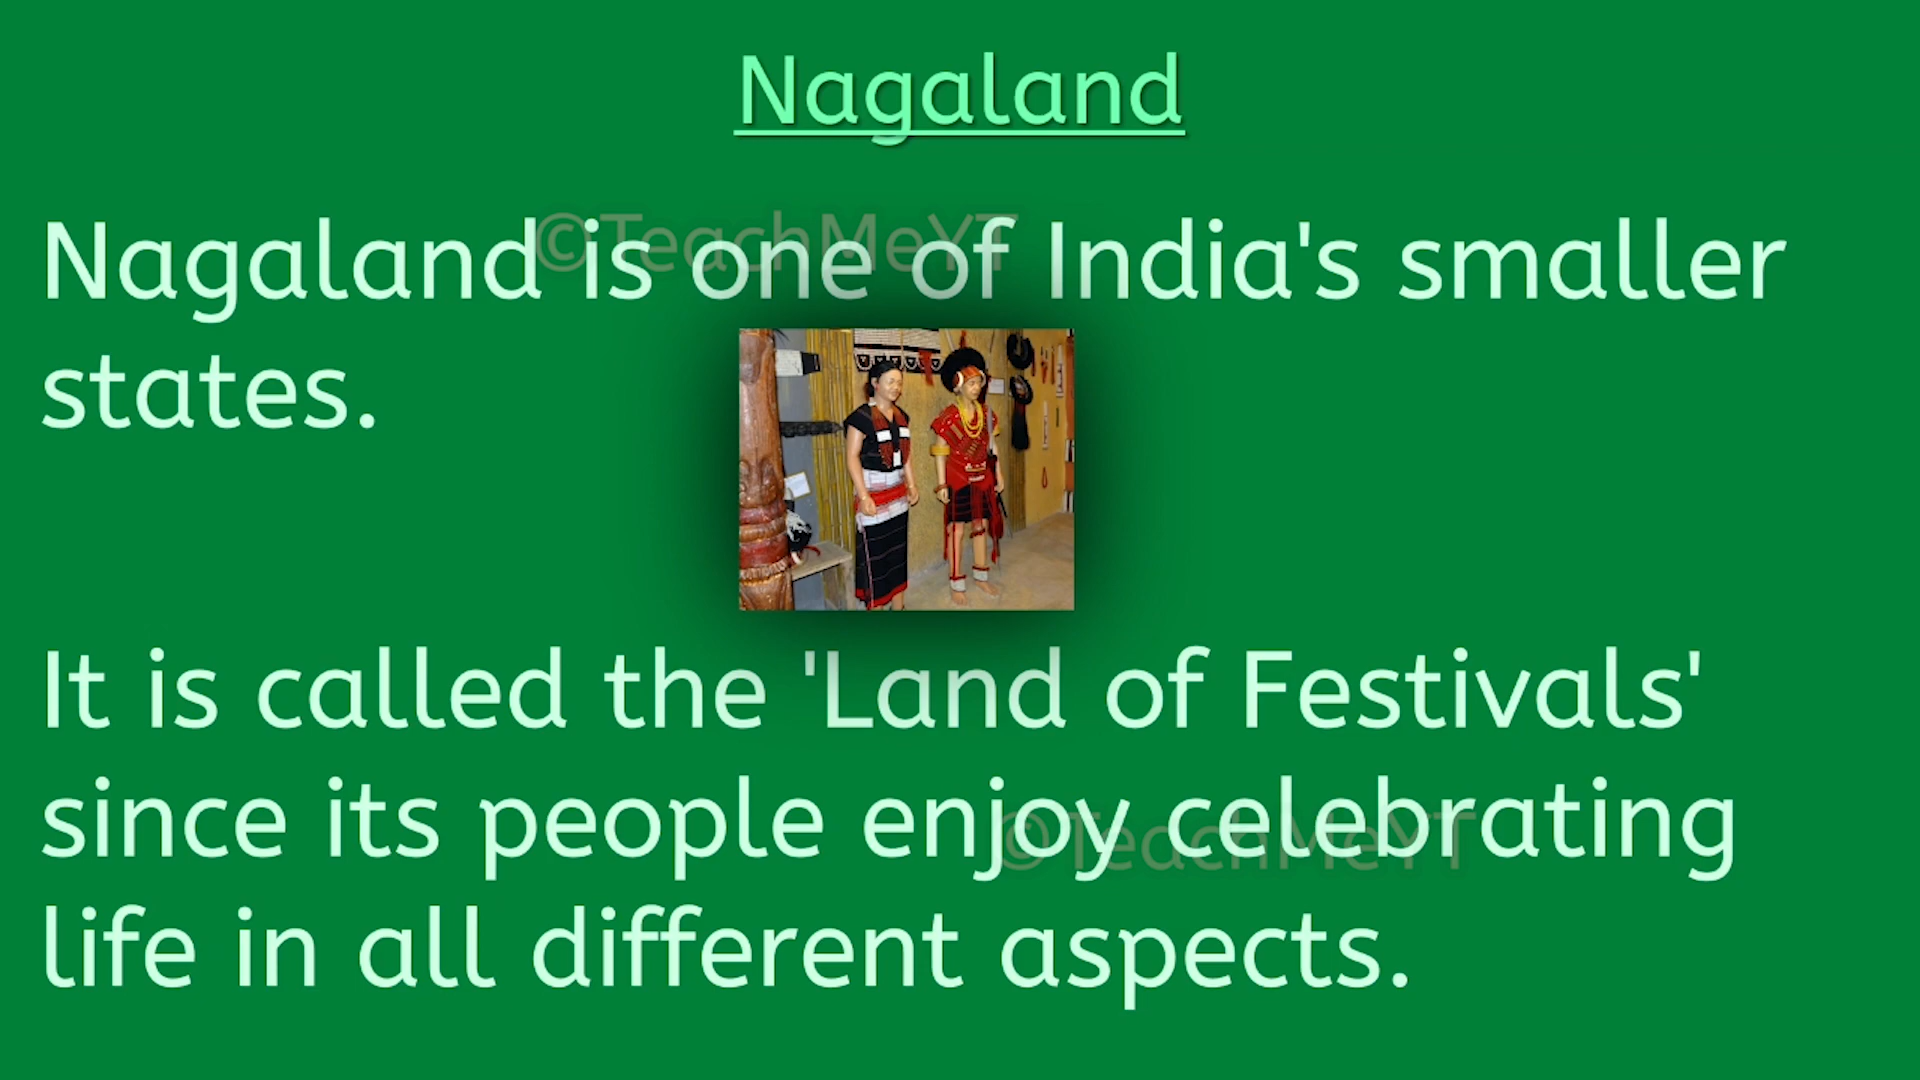 Nagaland
©TeachMeYT
Nagaland is one of India's smaller
states.
It is called the 'Land of Festivals'
since its people enjoy celebrating
©TeachMeYT
life in all different aspects.